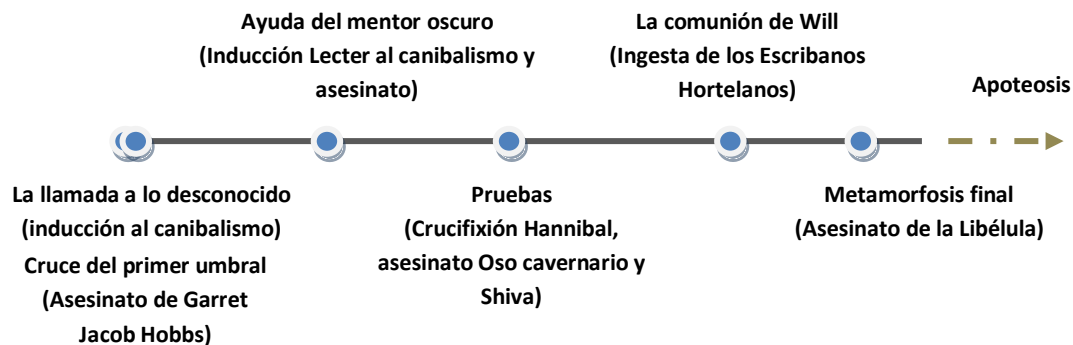 Ayuda del mentor oscuro
(Inducción Lecter al canibalismo y
asesinato)
La comunión de Will
(Ingesta de los Escribanos
Hortelanos)
Apoteosis
La llamada a lo desconocido
(inducción al canibalismo)
Cruce del primer umbral
(Asesinato de Garret
Jacob Hobbs)
Pruebas
(Crucifixión Hannibal,
asesinato Oso cavernario y
Shiva)
Metamorfosis final
(Asesinato de la Libélula)